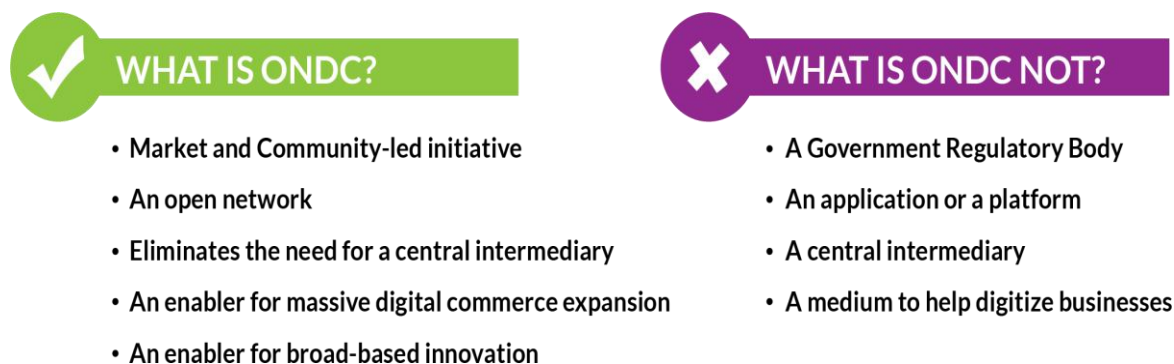 WHAT IS ONDC?
• Market and Community-led initiative
• An open network
• Eliminates the need for a central intermediary
• An enabler for massive digital commerce expansion
• An enabler for broad-based innovation
WHAT IS ONDC NOT?
• A Government Regulatory Body
• An application or a platform
• A central intermediary
• A medium to help digitize businesses